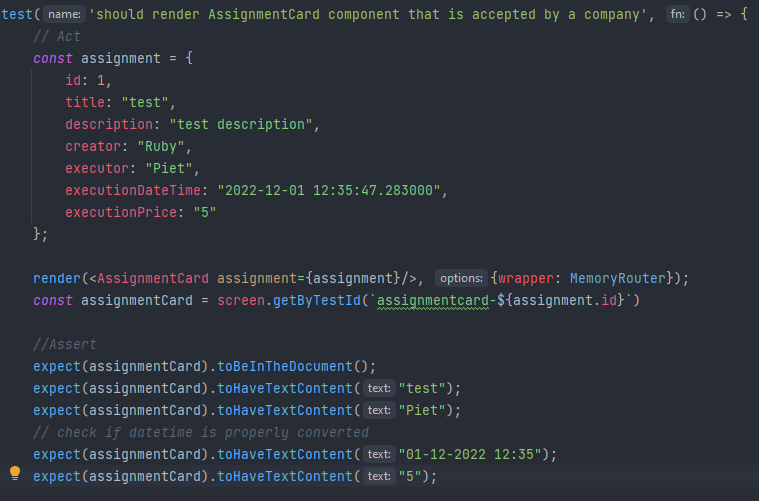 test( name: 'should render AssignmentCard component that is accepted by a company', fn: () => {
    // Act
    const assignment = {
        id: 1,
        title: "test",
        description: "test description",
        creator: "Ruby",
        executor: "Piet",
        executionDateTime: "2022-12-01 12:35:47.283000",
        executionPrice: "5"
    };
    render(<AssignmentCard assignment={assignment}/>, options: {wrapper: MemoryRouter});
    const assignmentCard = screen.getByTestId(`assignmentcard-${assignment.id}`)
    //Assert
    expect(assignmentCard).toBeInTheDocument();
    expect(assignmentCard).toHaveTextContent( text: "test");
    expect(assignmentCard).toHaveTextContent( text: "Piet");
    // check if datetime is properly converted
    expect(assignmentCard).toHaveTextContent( text: "01-12-2022 12:35");
    expect(assignmentCard).toHaveTextContent( text: "5");